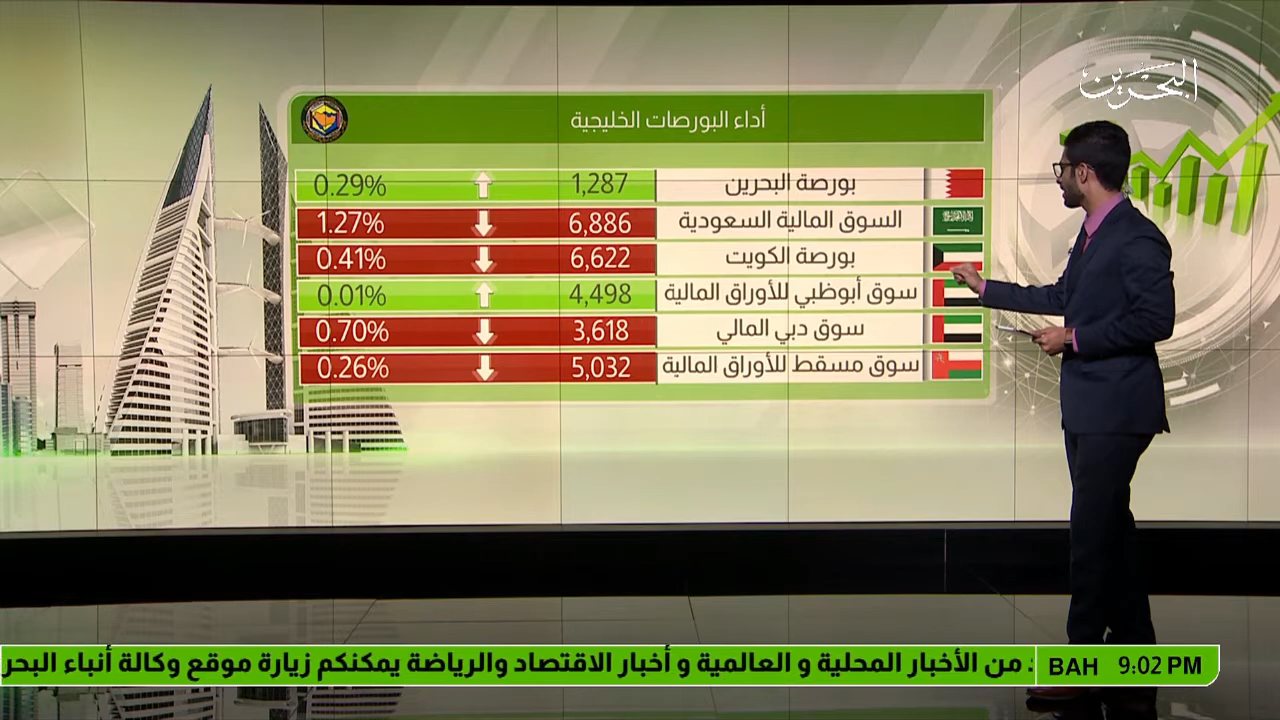 البحرين
أداء البورصات الخليجية
بورصة البحرين 1,287 0.29%
السوق المالية السعودية 6,886 1.27%
بورصة الكويت 6,622 0.41%
سوق أبوظبي للأوراق المالية 4,498 0.01%
سوق دبي المالي 3,618 0.70%
سوق مسقط للأوراق المالية 5,032 0.26%
BAH 9:02 PM
من الأخبار المحلية و العالمية و أخبار الاقتصاد والرياضة يمكنكم زيارة موقع وكالة أنباء البحر